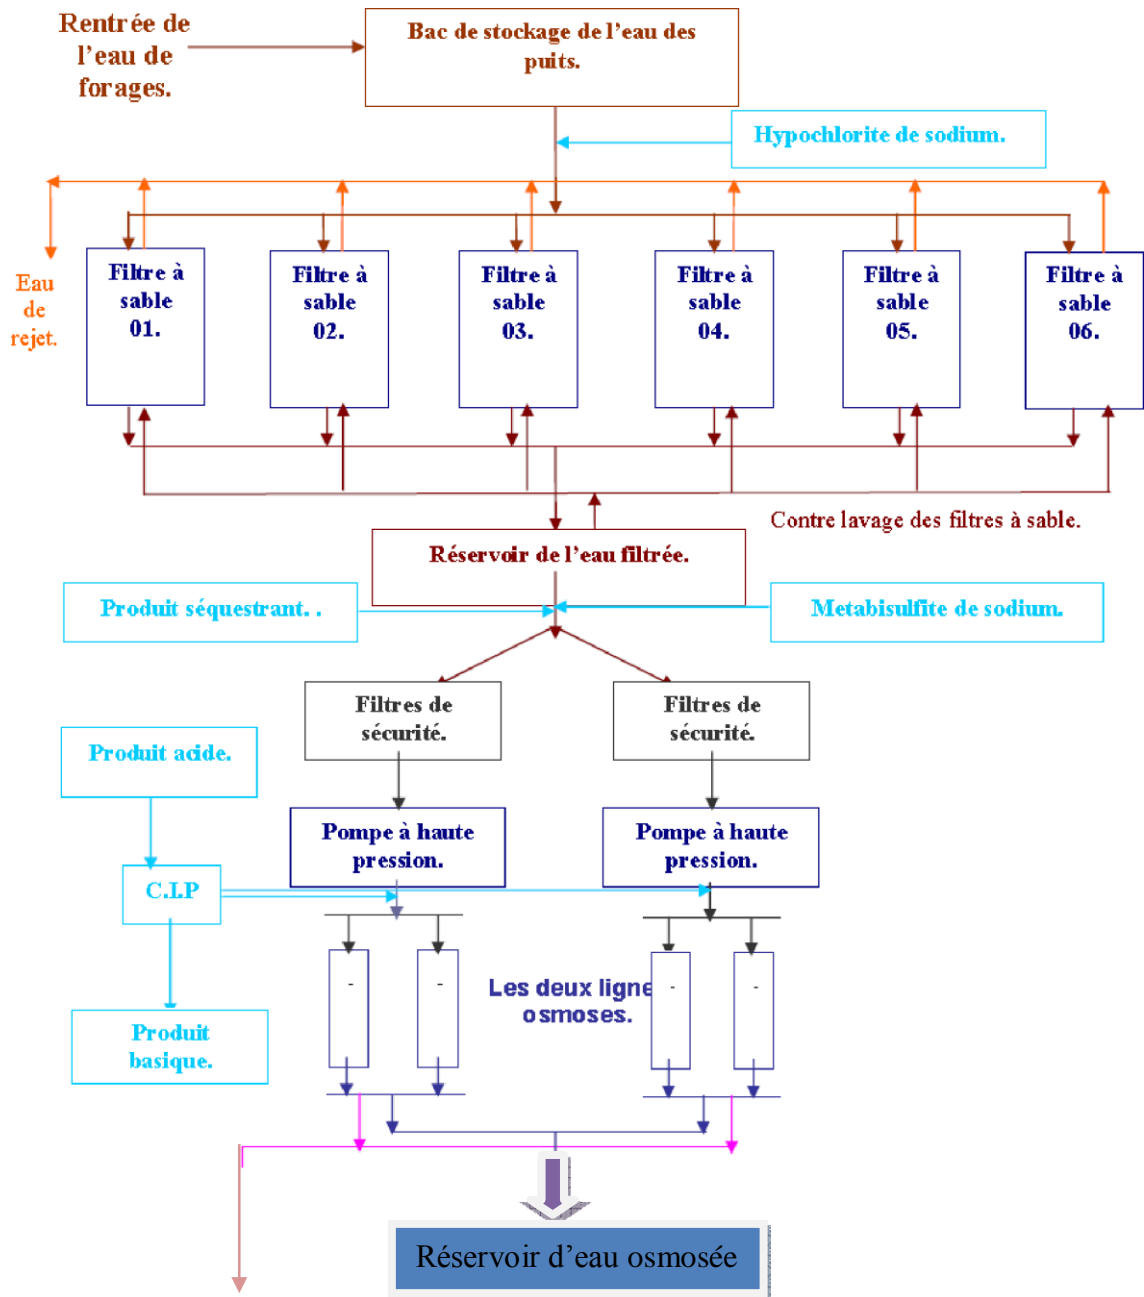 Rentrée de
l'eau de
forages.
Bac de stockage de l'eau des
puits.
Hypochlorite de sodium.
Eau
de
rejet.
Filtre à
sable
01.
Filtre à
sable
02.
Filtre à
sable
03.
Filtre à
sable
04.
Filtre à
sable
05.
Filtre à
sable
06.
Contre lavage des filtres à sable.
Réservoir de l'eau filtrée.
Produit séquestrant. .
Metabisulfite de sodium.
Filtres de
sécurité.
Filtres de
sécurité.
Produit acide.
Pompe à haute
pression.
Pompe à haute
pression.
C.I.P
-
-
Les deux ligne
osmoses.
-
-
Produit
basique.
Réservoir d'eau osmosée